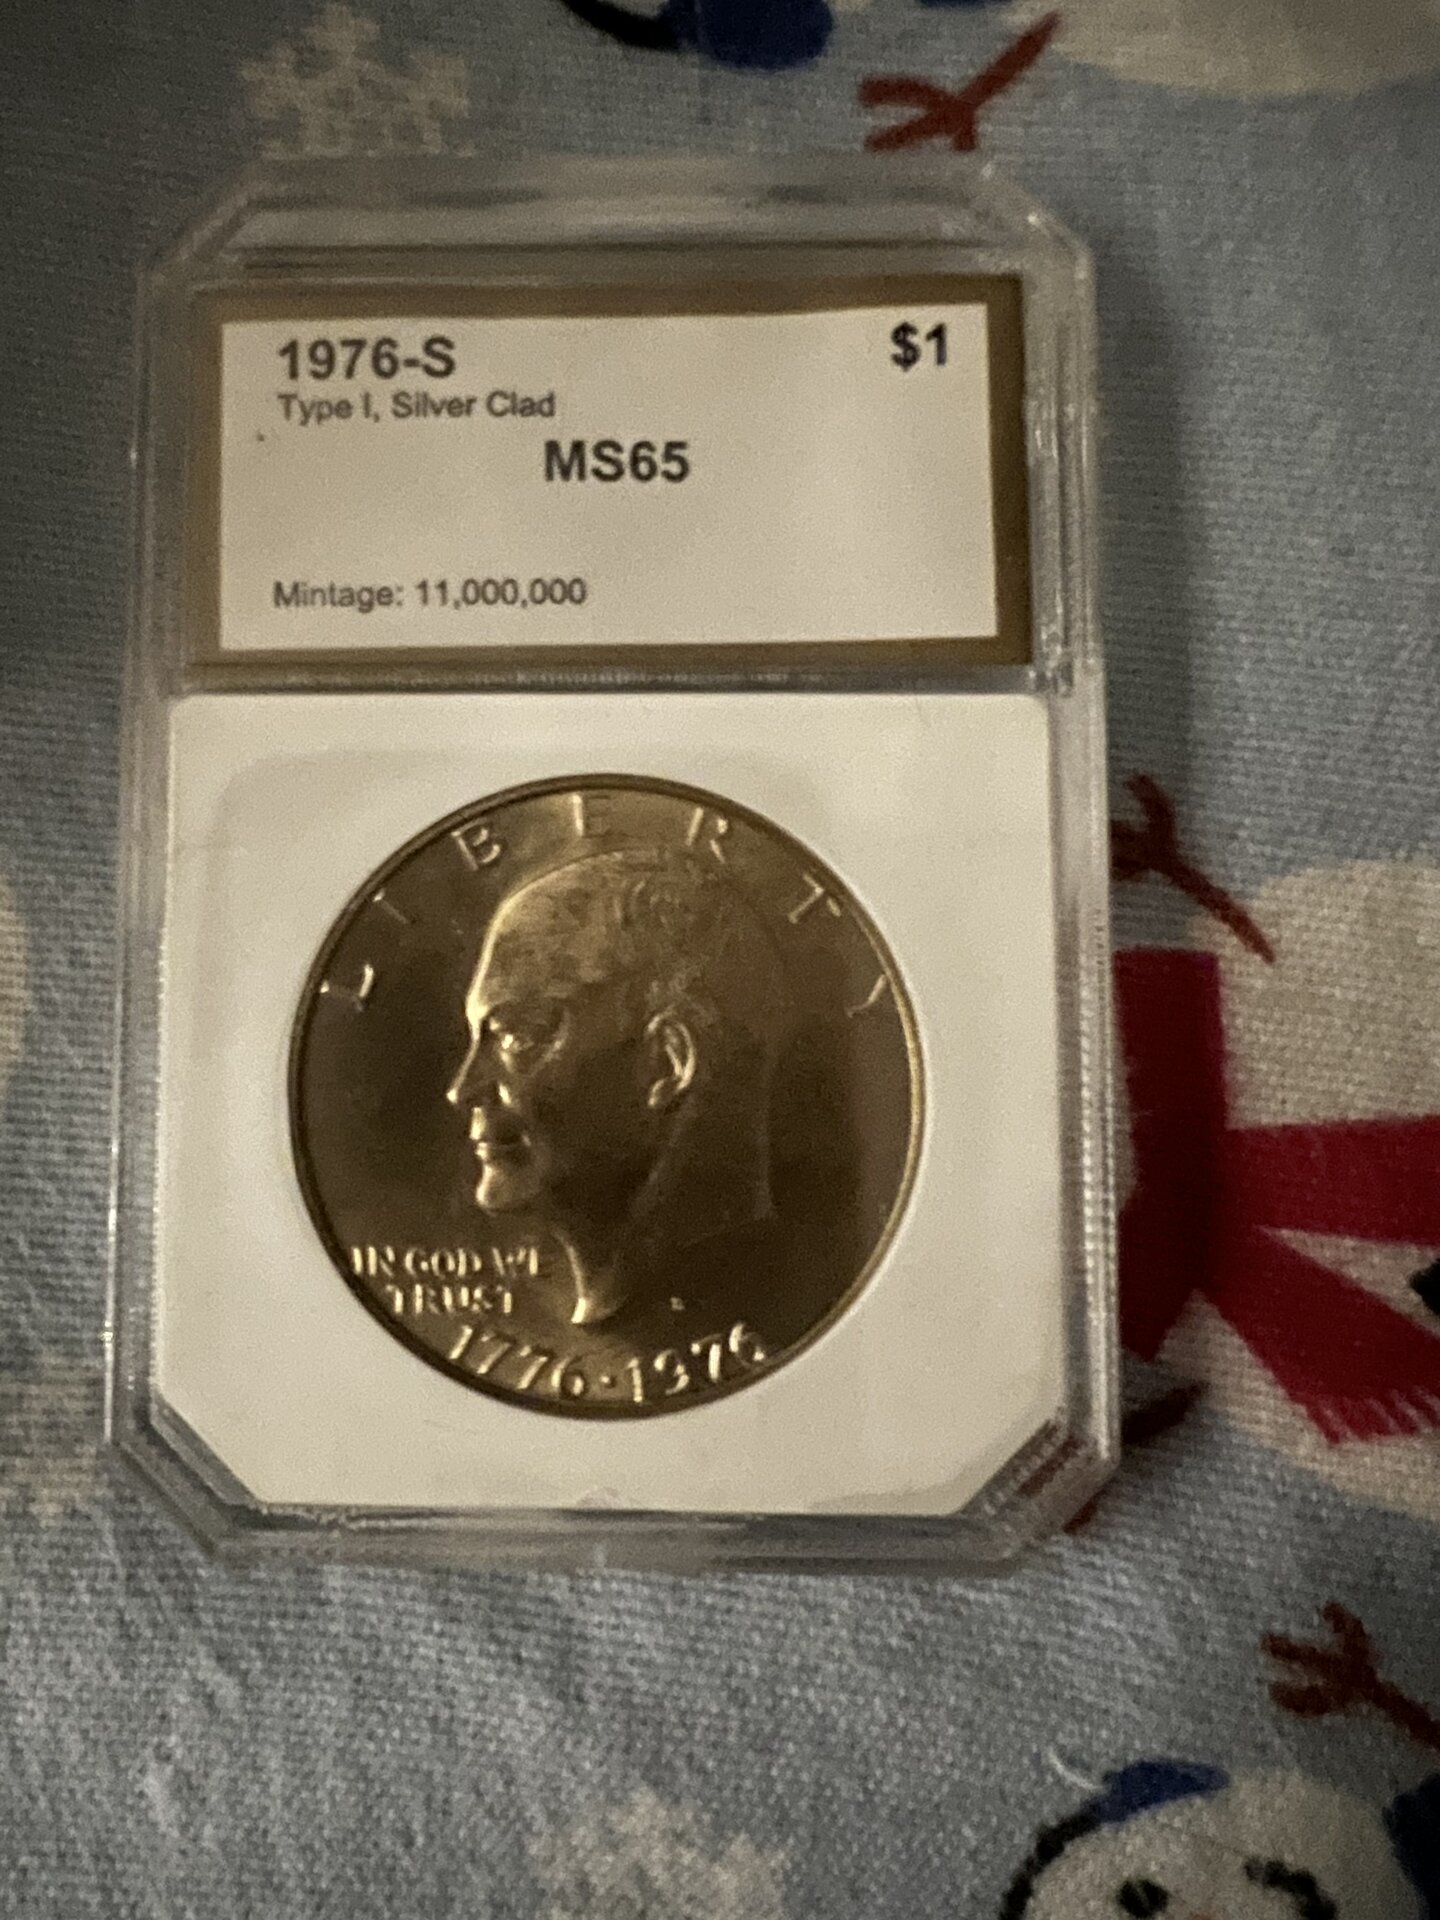 1976-S $1
Type I, Silver Clad
MS65
Mintage: 11,000,000
LIBERTY
IN GOD WE
TRUST
1776·1976